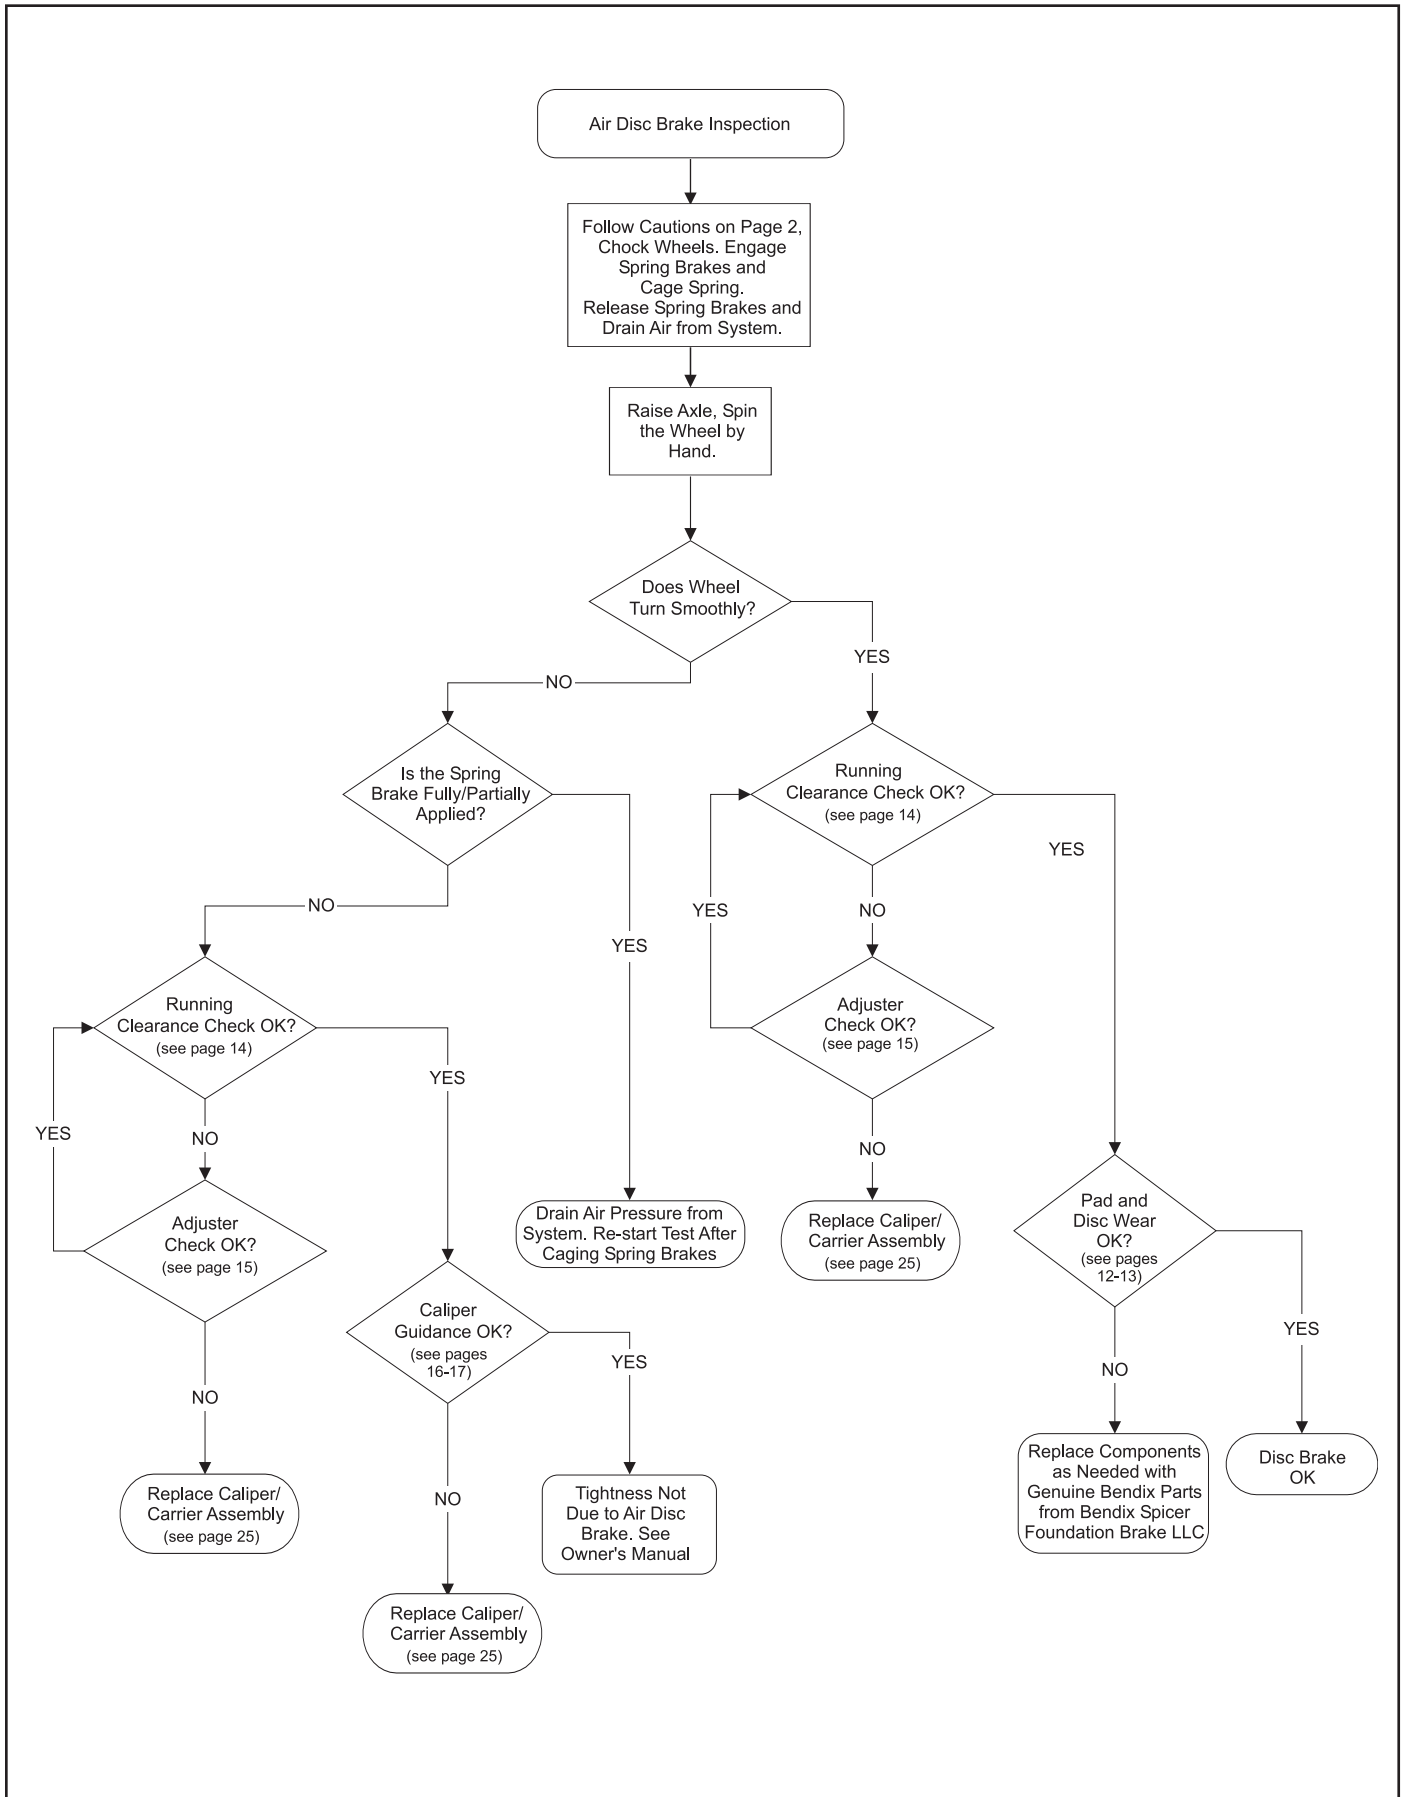 Air Disc Brake Inspection
Follow Cautions on Page 2,
Chock Wheels. Engage
Spring Brakes and
Cage Spring.
Release Spring Brakes and
Drain Air from System.
Raise Axle, Spin
the Wheel by
Hand.
Does Wheel
Turn Smoothly?
YES
NO
Is the Spring
Brake Fully/Partially
Applied?
Running
Clearance Check OK?
(see page 14)
YES
NO
YES
NO
YES
Running
Clearance Check OK?
(see page 14)
Adjuster
Check OK?
(see page 15)
YES
YES
NO
NO
Adjuster
Check OK?
(see page 15)
Drain Air Pressure from
System. Re-start Test After
Caging Spring Brakes
Replace Caliper/
Carrier Assembly
(see page 25)
Pad and
Disc Wear
OK?
(see pages
12-13)
Caliper
Guidance OK?
(see pages
16-17)
YES
YES
NO
NO
Replace Caliper/
Carrier Assembly
(see page 25)
NO
Tightness Not
Due to Air Disc
Brake. See
Owner's Manual
Replace Components
as Needed with
Genuine Bendix Parts
from Bendix Spicer
Foundation Brake LLC
Disc Brake
OK
Replace Caliper/
Carrier Assembly
(see page 25)